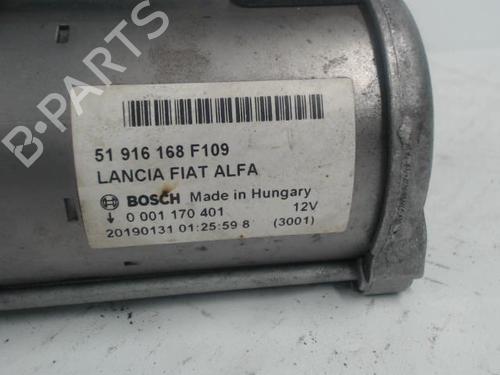 B-PARTS
51 916 168 F109
LANCIA FIAT ALFA
BOSCH Made in Hungary
↓ 0 001 170 401 12V
20190131 01:25:59 8 (3001)